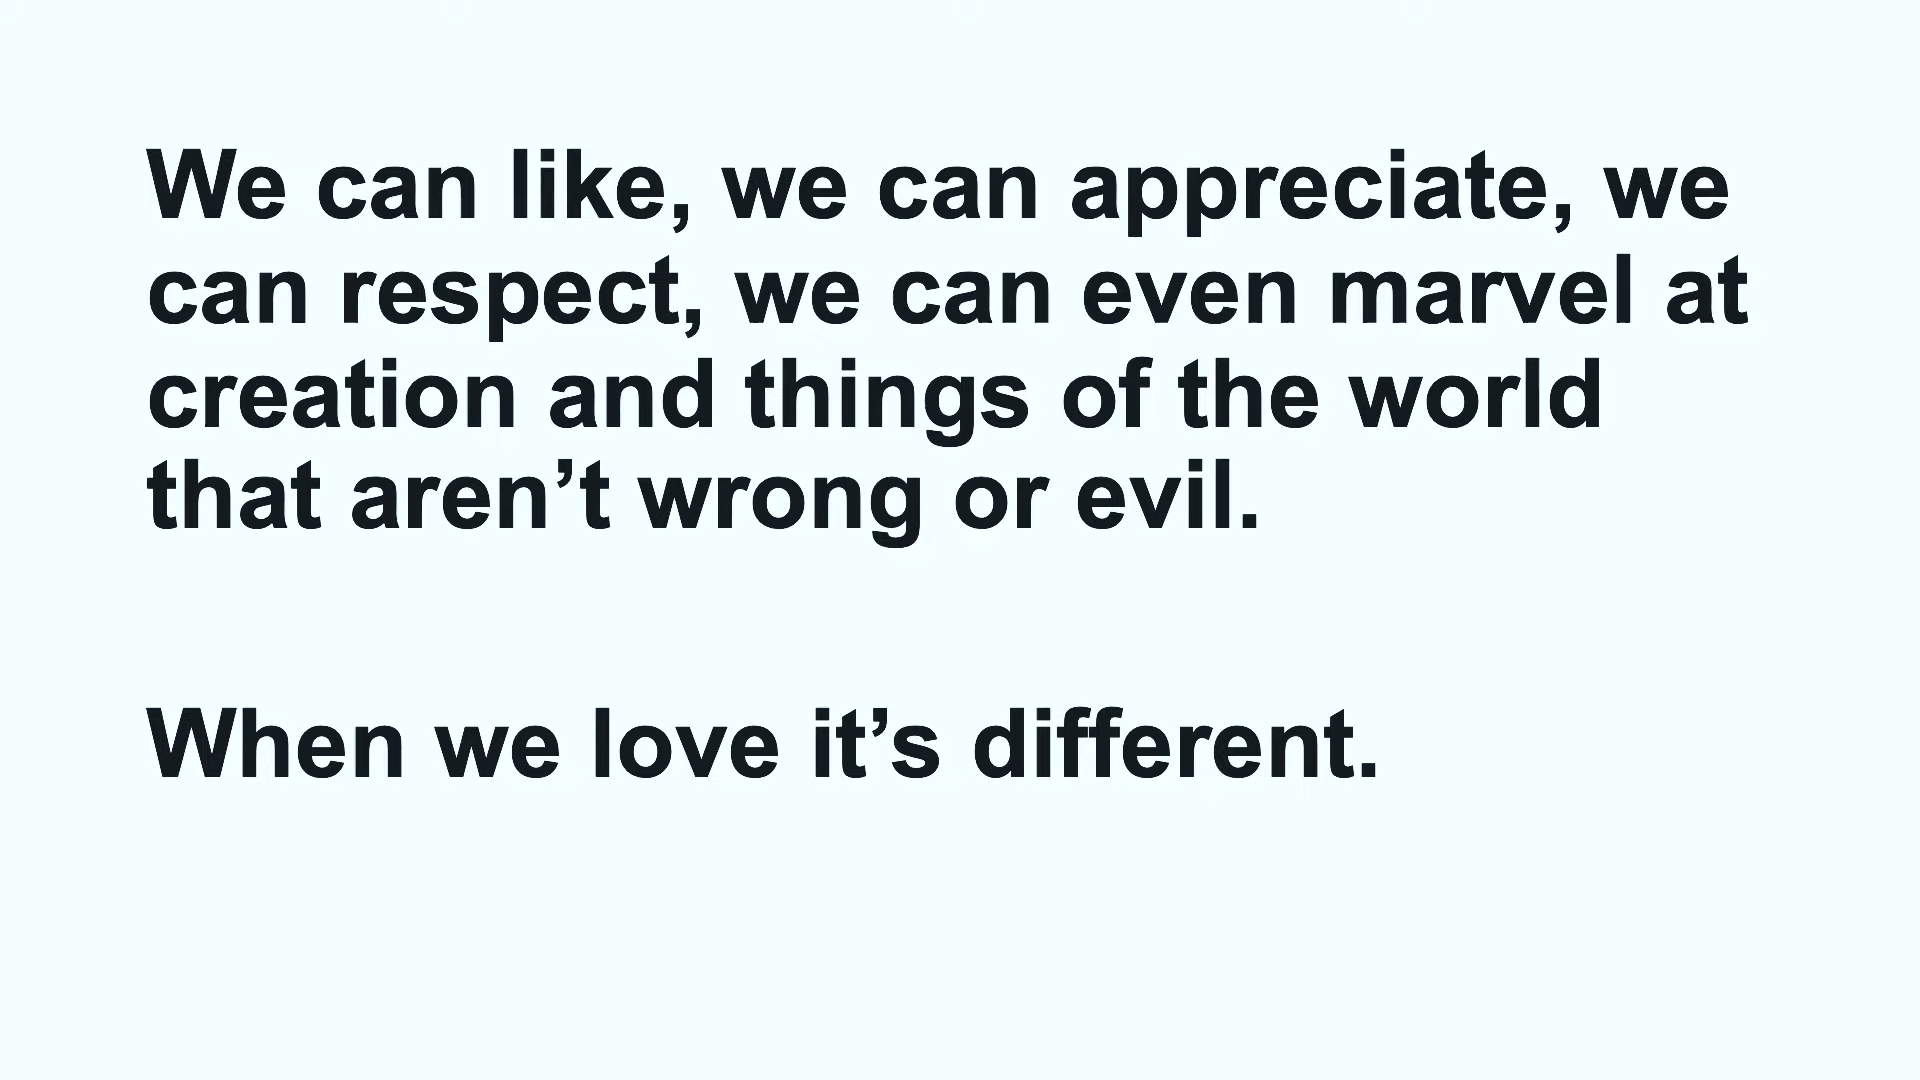 We can like, we can appreciate, we
can respect, we can even marvel at
creation and things of the world
that aren’t wrong or evil.
When we love it’s different.